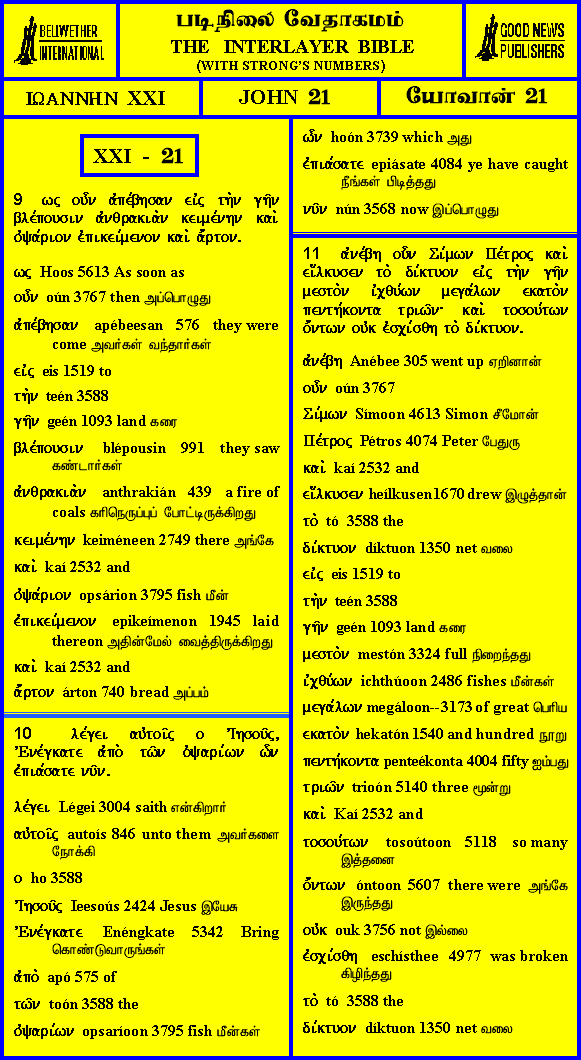 BELLWETHER
INTERNATIONAL
படிநிலை வேதாகமம்
THE INTERLAYER BIBLE
(WITH STRONG'S NUMBERS)
GOOD NEWS
PUBLISHERS
ΙΩΑΝΝΗΝ XXI
JOHN 21
யோவான் 21
XXI - 21
9 ως οὖν ἀπέβησαν εἰς τὴν γῆν
βλέπουσιν ἀνθρακιὰν κειμένην καὶ
ὀψάριον ἐπικείμενον καὶ ἄρτον.
ως Hoos 5613 As soon as
οὖν oún 3767 then அப்பொழுது
ἀπέβησαν apébeesan 576 they were
come அவர்கள் வந்தார்கள்
εἰς eis 1519 to
τὴν teén 3588
γῆν geén 1093 land கரை
βλέπουσιν blépousin 991 they saw
கண்டார்கள்
ἀνθρακιὰν anthrakián 439 a fire of
coals கரிநெருப்புப் போட்டிருக்கிறது
κειμένην keiméneen 2749 there அங்கே
καὶ kaí 2532 and
ὀψάριον opsárion 3795 fish மீன்
ἐπικείμενον epikeímenon 1945 laid
thereon அதின்மேல் வைத்திருக்கிறது
καὶ kaí 2532 and
ἄρτον árton 740 bread அப்பம்
10 λέγει αὐτοῖς ο Ἰησοῦς,
Ἐνέγκατε ἀπὸ τῶν ὀψαρίων ὧν
ἐπιάσατε νῦν.
λέγει Légei 3004 saith என்கிறார்
αὐτοῖς autoís 846 unto them அவர்களை
நோக்கி
ο ho 3588
Ἰησοῦς Ieesoús 2424 Jesus இயேசு
Ἐνέγκατε Enéngkate 5342 Bring
கொண்டுவாருங்கள்
ἀπὸ apó 575 of
τῶν toón 3588 the
ὀψαρίων opsaríoon 3795 fish மீன்கள்
ὧν hoón 3739 which அது
ἐπιάσατε epiásate 4084 ye have caught
நீங்கள் பிடித்தது
νῦν nún 3568 now இப்பொழுது
11 ἀνέβη οὖν Σίμων Πέτρος καὶ
εἵλκυσεν τὸ δίκτυον εἰς τὴν γῆν
μεστὸν ἰχθύων μεγάλων εκατὸν
πεντήκοντα τριῶν· καὶ τοσούτων
ὄντων οὐκ ἐσχίσθη τὸ δίκτυον.
ἀνέβη Anébee 305 went up ஏறினான்
οὖν oún 3767
Σίμων Símoon 4613 Simon சீமோன்
Πέτρος Pétros 4074 Peter பேதுரு
καὶ kaí 2532 and
εἵλκυσεν heílkusen1670 drew இழுத்தான்
τὸ tó 3588 the
δίκτυον díktuon 1350 net வலை
εἰς eis 1519 to
τὴν teén 3588
γῆν geén 1093 land கரை
μεστὸν mestón 3324 full நிறைந்தது
ἰχθύων ichthúoon 2486 fishes மீன்கள்
μεγάλων megáloon--3173 of great பெரிய
εκατὸν hekatón 1540 and hundred நூறு
πεντήκοντα penteékonta 4004 fifty ஐம்பது
τριῶν trioón 5140 three மூன்று
καὶ Kaí 2532 and
τοσούτων tosoútoon 5118 so many
இத்தனை
ὄντων óntoon 5607 there were அங்கே
இருந்தது
οὐκ ouk 3756 not இல்லை
ἐσχίσθη eschísthee 4977 was broken
கிழிந்தது
τὸ tó 3588 the
δίκτυον díktuon 1350 net வலை